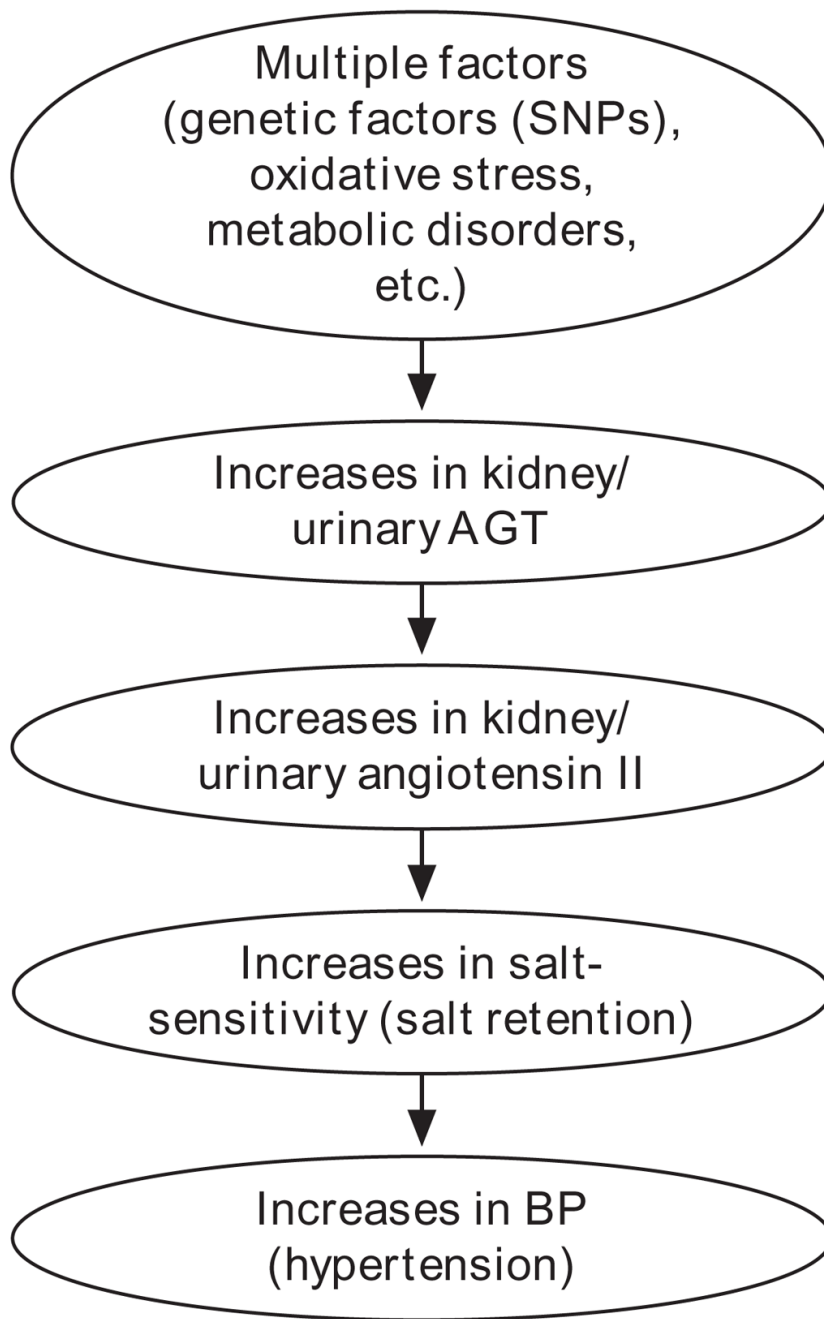 Multiple factors
(genetic factors (SNPs),
oxidative stress,
metabolic disorders,
etc.)
Increases in kidney/
urinary AGT
Increases in kidney/
urinary angiotensin II
Increases in salt-
sensitivity (salt retention)
Increases in BP
(hypertension)